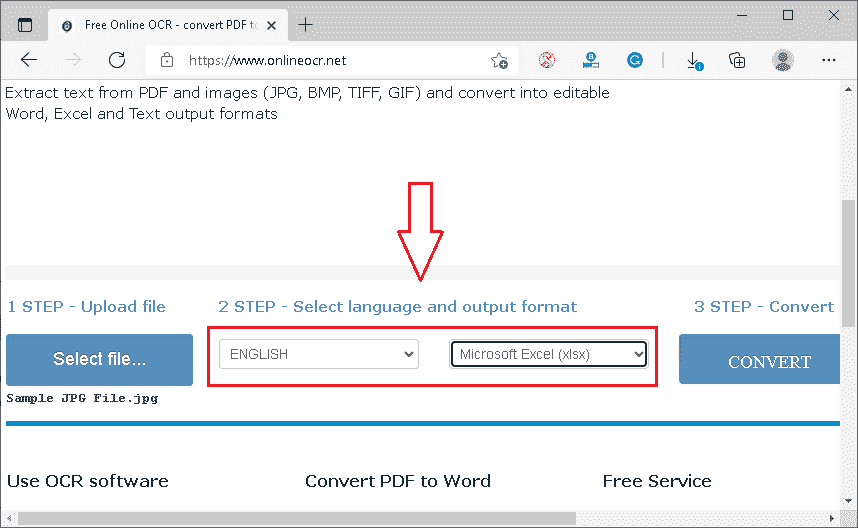 Free Online OCR - convert PDF to
https://www.onlineocr.net
Extract text from PDF and images (JPG, BMP, TIFF, GIF) and convert into editable
Word, Excel and Text output formats
1 STEP - Upload file
2 STEP - Select language and output format
3 STEP - Convert
Select file...
ENGLISH
Microsoft Excel (xlsx)
CONVERT
Sample JPG File.jpg
Use OCR software
Convert PDF to Word
Free Service